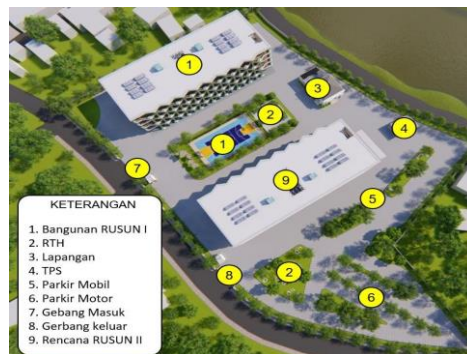 1
3
2
4
1
7
9
5
8
2
6
KETERANGAN
1. Bangunan RUSUN I
2. RTH
3. Lapangan
4. TPS
5. Parkir Mobil
6. Parkir Motor
7. Gebang Masuk
8. Gerbang keluar
9. Rencana RUSUN II